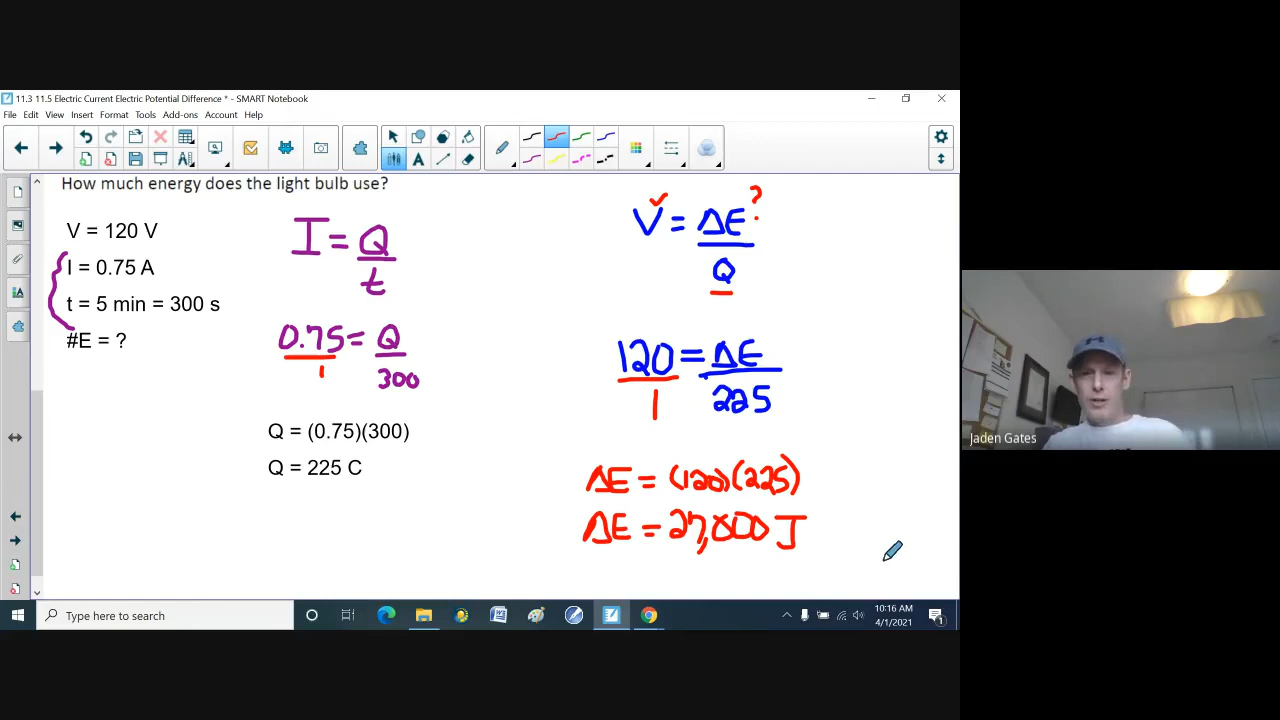 11.3 11.5 Electric Current Electric Potential Difference * - SMART Notebook
File Edit View Insert Format Tools Add-ons Account Help
How much energy does the light bulb use?
V = 120 V
I = 0.75 A
t = 5 min = 300 s
#E = ?
I = Q
t
0.75 = Q
1 300
Q = (0.75)(300)
Q = 225 C
?
V = ΔE
Q
120 = ΔE
1 225
ΔE = (120)(225)
ΔE = 27,000 J
Jaden Gates
Type here to search
10:16 AM
4/1/2021
1